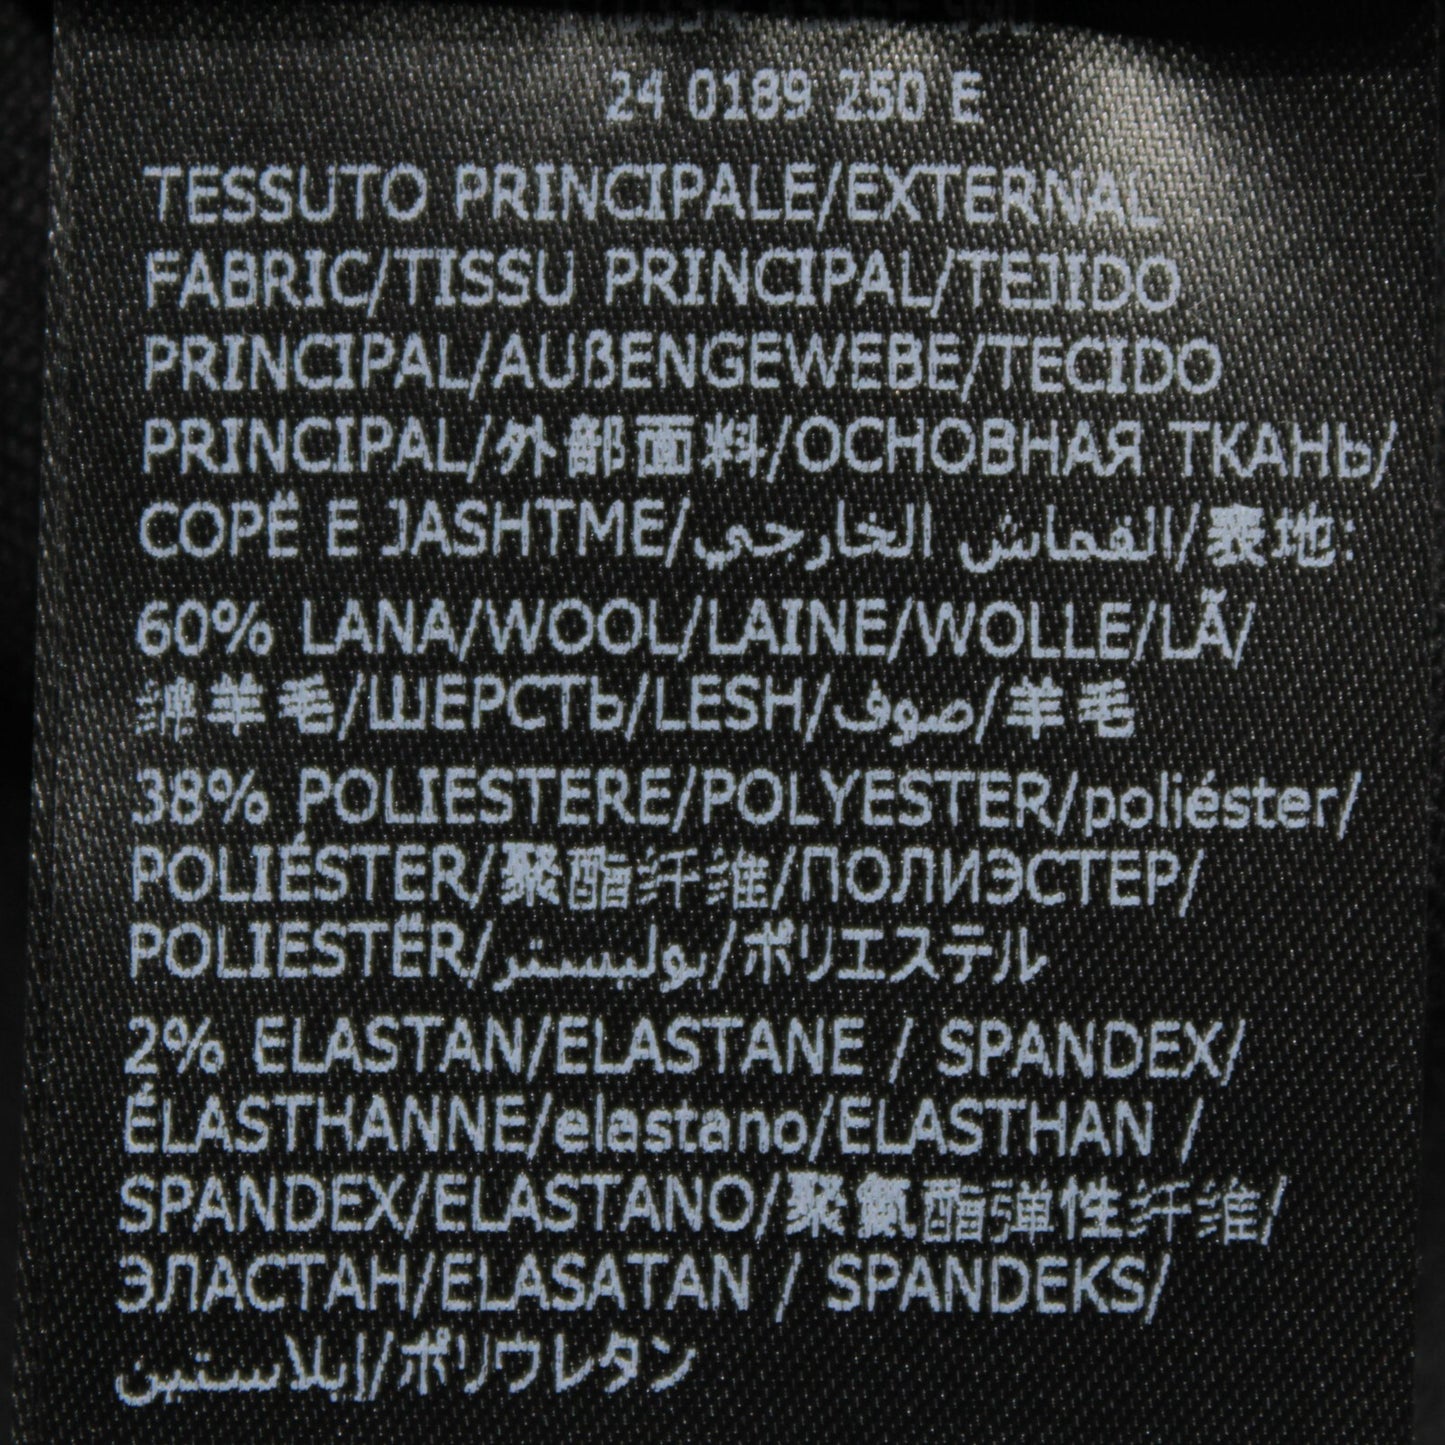 24 0189 250 E
TESSUTO PRINCIPALE/EXTERNAL
FABRIC/TISSU PRINCIPAL/TEJIDO
PRINCIPAL/AUßENGEWEBE/TECIDO
PRINCIPAL/外部面料/ОСНОВНАЯ ТКАНЬ/
COPË E JASHTME/القماش الخارجي/表地:
60% LANA/WOOL/LAINE/WOLLE/LÃ/
绵羊毛/ШЕРСТЬ/LESH/صوف/羊毛
38% POLIESTERE/POLYESTER/poliéster/
POLIÉSTER/聚酯纤维/ПОЛИЭСТЕР/
POLIESTËR/بوليستر/ポリエステル
2% ELASTAN/ELASTANE / SPANDEX/
ÉLASTHANNE/elastano/ELASTHAN /
SPANDEX/ELASTANO/聚氨酯弹性纤维/
ЭЛАСТАН/ELASATAN / SPANDEKS/
إيلاستين/ポリウレタン